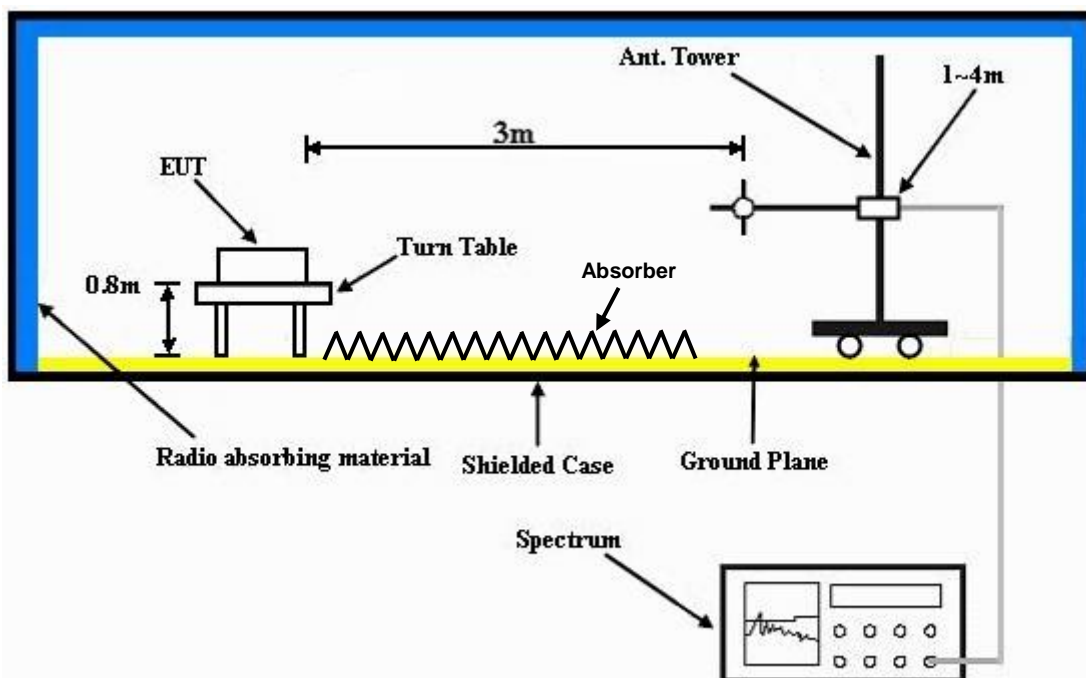 Ant. Tower
1~4m
3m
EUT
Turn Table
0.8m
Absorber
Radio absorbing material
Shielded Case
Ground Plane
Spectrum